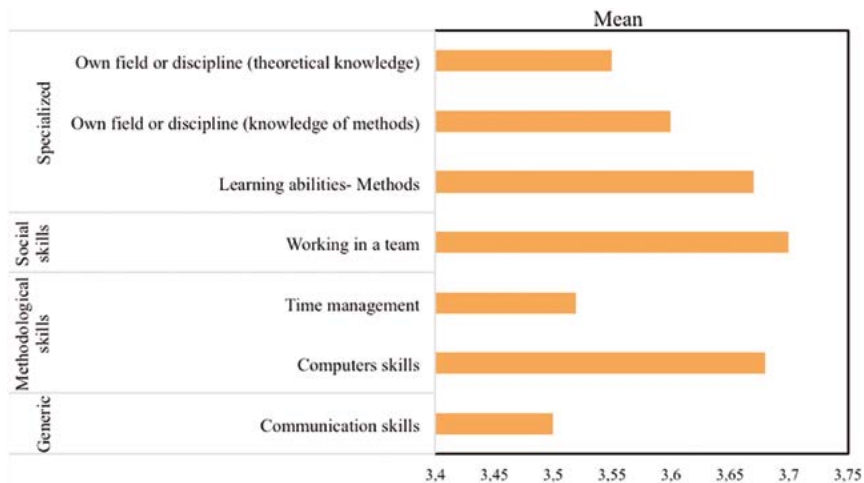 Mean
Specialized
Own field or discipline (theoretical knowledge)
Own field or discipline (knowledge of methods)
Learning abilities- Methods
Social
skills
Working in a team
Methodological
skills
Time management
Computers skills
Generic
Communication skills
3,4 3,45 3,5 3,55 3,6 3,65 3,7 3,75